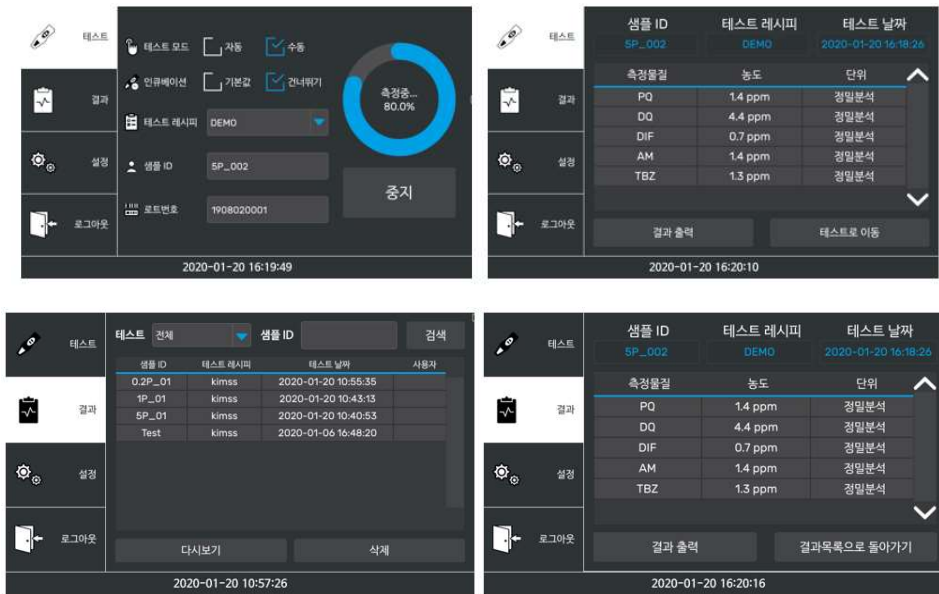 테스트
테스트 모드 자동 수동
인큐베이션 기본값 건너뛰기
측정중...
80.0%
결과
테스트 레시피 DEMO
설정
샘플 ID 5P_002
중지
로트번호 1908020001
로그아웃
2020-01-20 16:19:49
샘플 ID 테스트 레시피 테스트 날짜
테스트
5P_002 DEMO 2020-01-20 16:18:26
측정물질 농도 단위
결과
PQ 1.4 ppm 정밀분석
DQ 4.4 ppm 정밀분석
DIF 0.7 ppm 정밀분석
설정
AM 1.4 ppm 정밀분석
TBZ 1.3 ppm 정밀분석
로그아웃
결과 출력 테스트로 이동
2020-01-20 16:20:10
테스트
테스트 전체 샘플 ID 검색
샘플 ID 테스트 레시피 테스트 날짜 사용자
0.2P_01 kimss 2020-01-20 10:55:35
1P_01 kimss 2020-01-20 10:43:13
결과
5P_01 kimss 2020-01-20 10:40:53
Test kimss 2020-01-06 16:48:20
설정
로그아웃
다시보기 삭제
2020-01-20 10:57:26
샘플 ID 테스트 레시피 테스트 날짜
테스트
5P_002 DEMO 2020-01-20 16:18:26
측정물질 농도 단위
결과
PQ 1.4 ppm 정밀분석
DQ 4.4 ppm 정밀분석
DIF 0.7 ppm 정밀분석
설정
AM 1.4 ppm 정밀분석
TBZ 1.3 ppm 정밀분석
로그아웃
결과 출력 결과목록으로 돌아가기
2020-01-20 16:20:16